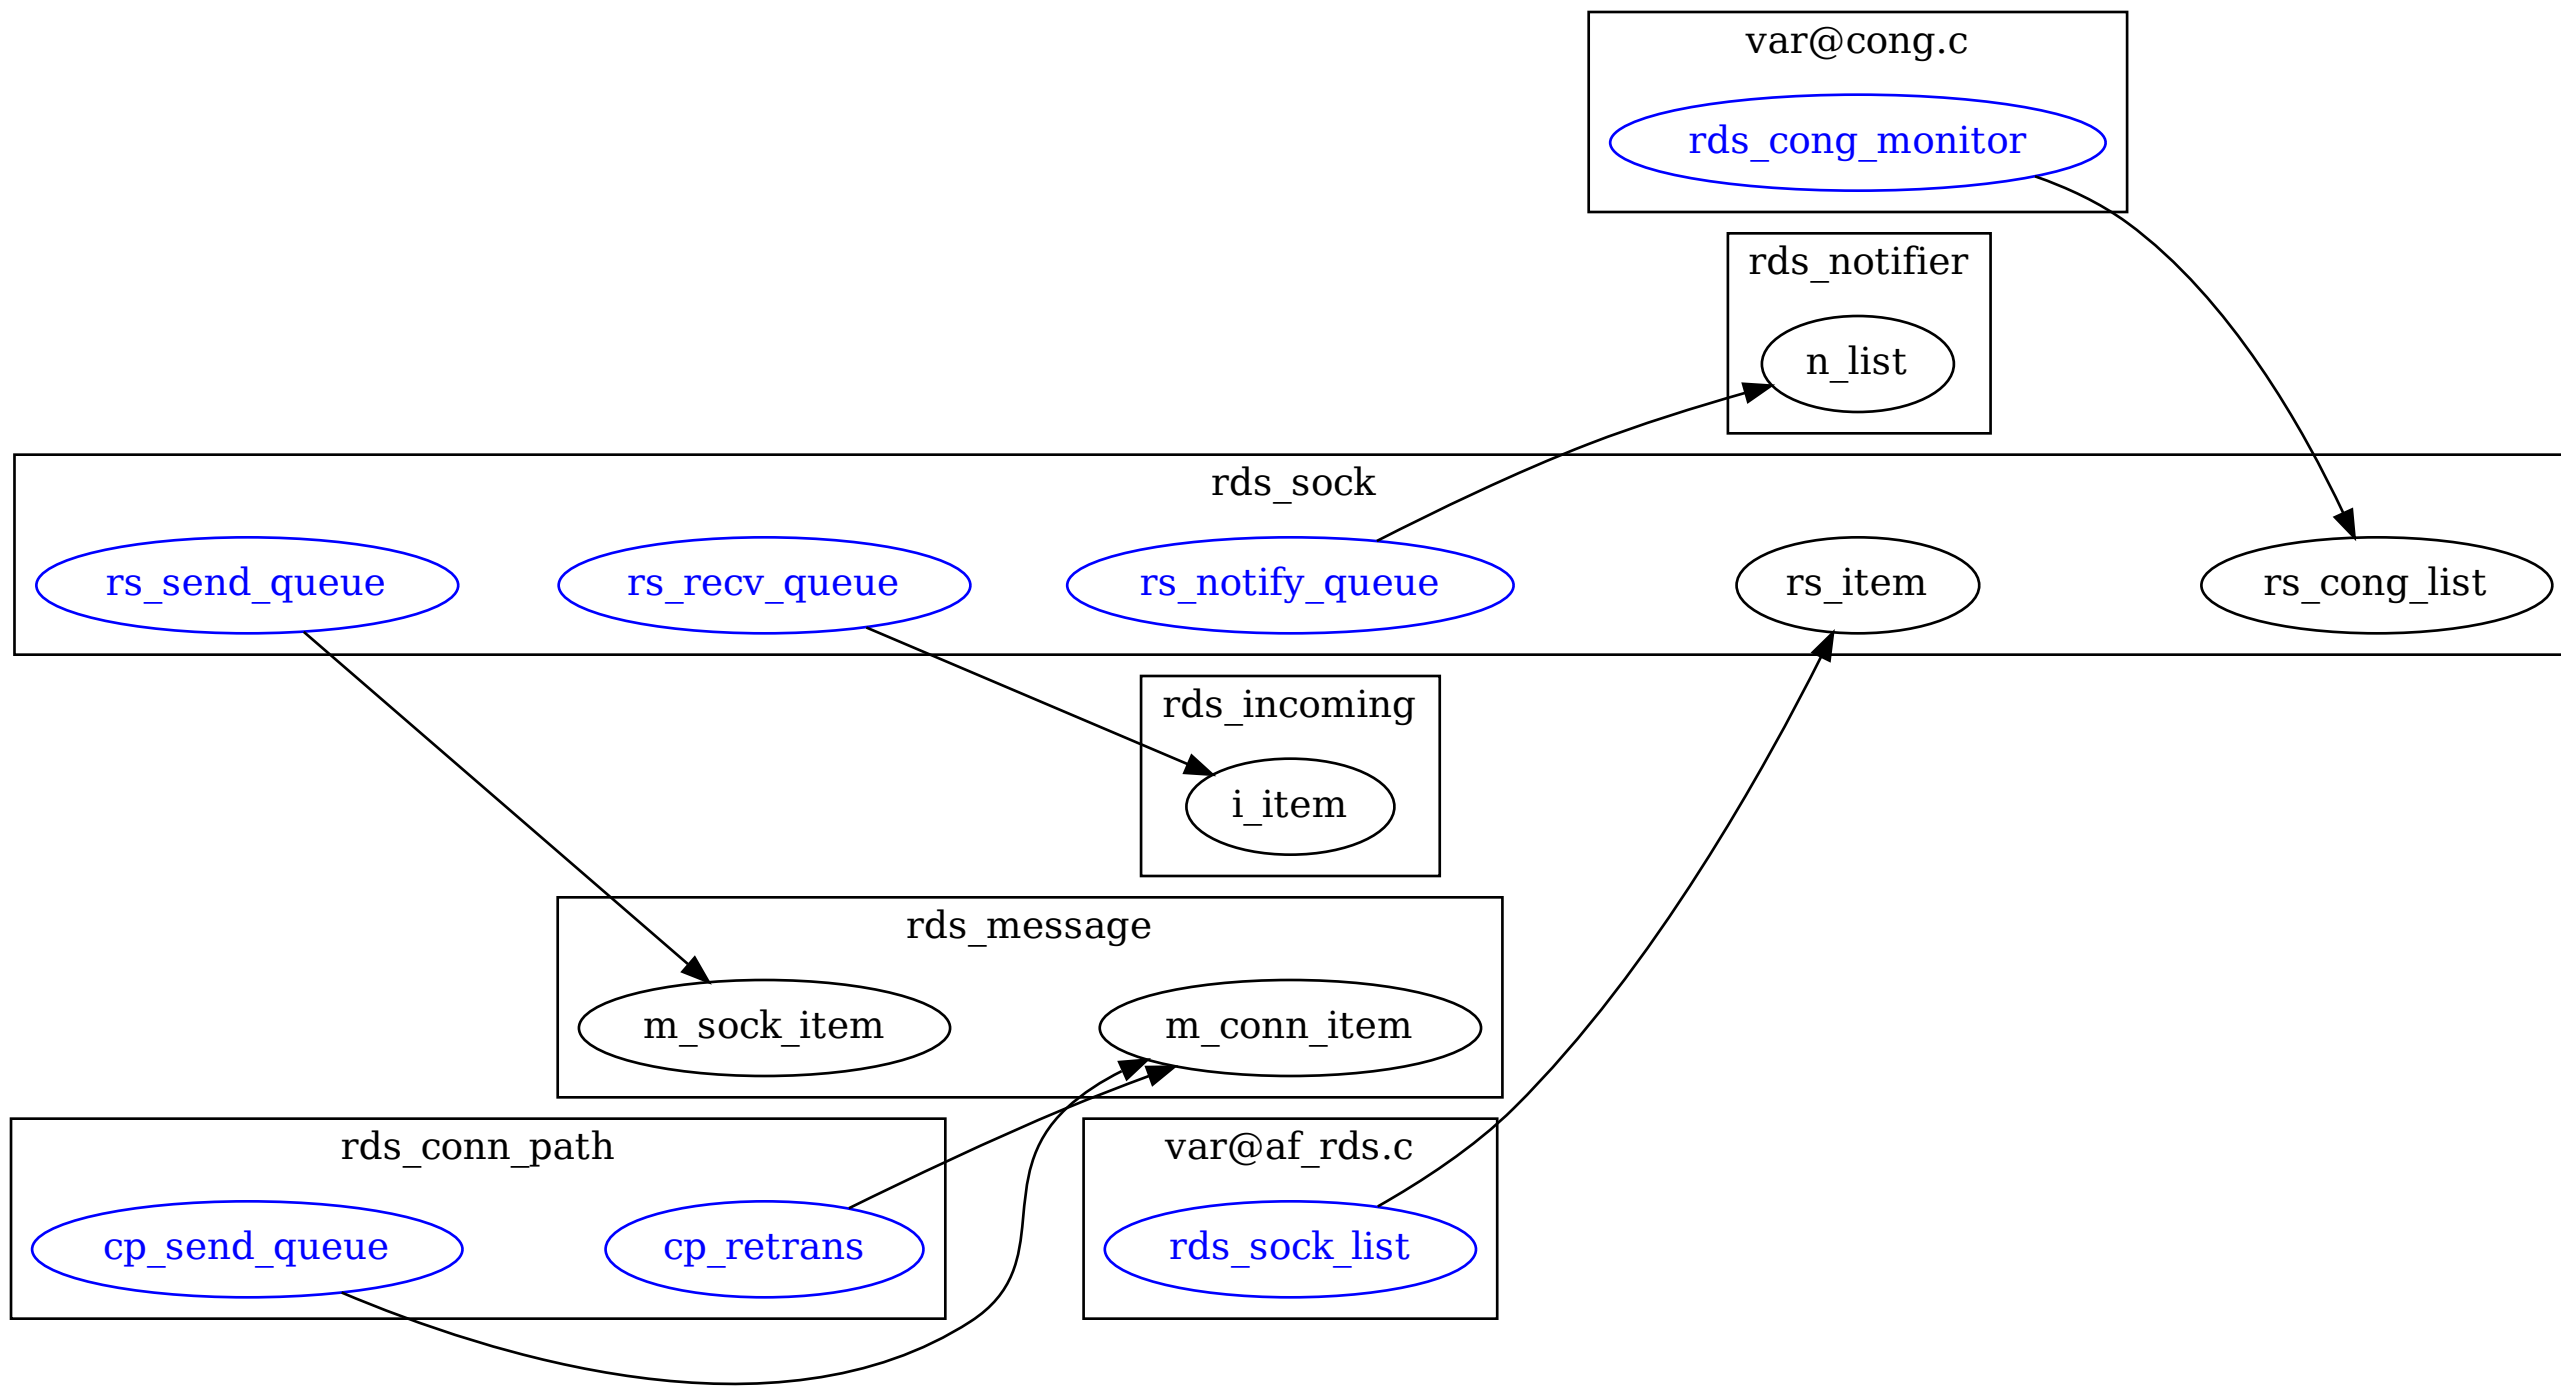 var@cong.c
rds_cong_monitor
rds_notifier
n_list
rds_sock
rs_send_queue
rs_recv_queue
rs_notify_queue
rs_item
rs_cong_list
rds_incoming
i_item
rds_message
m_sock_item
m_conn_item
rds_conn_path
cp_send_queue
cp_retrans
var@af_rds.c
rds_sock_list